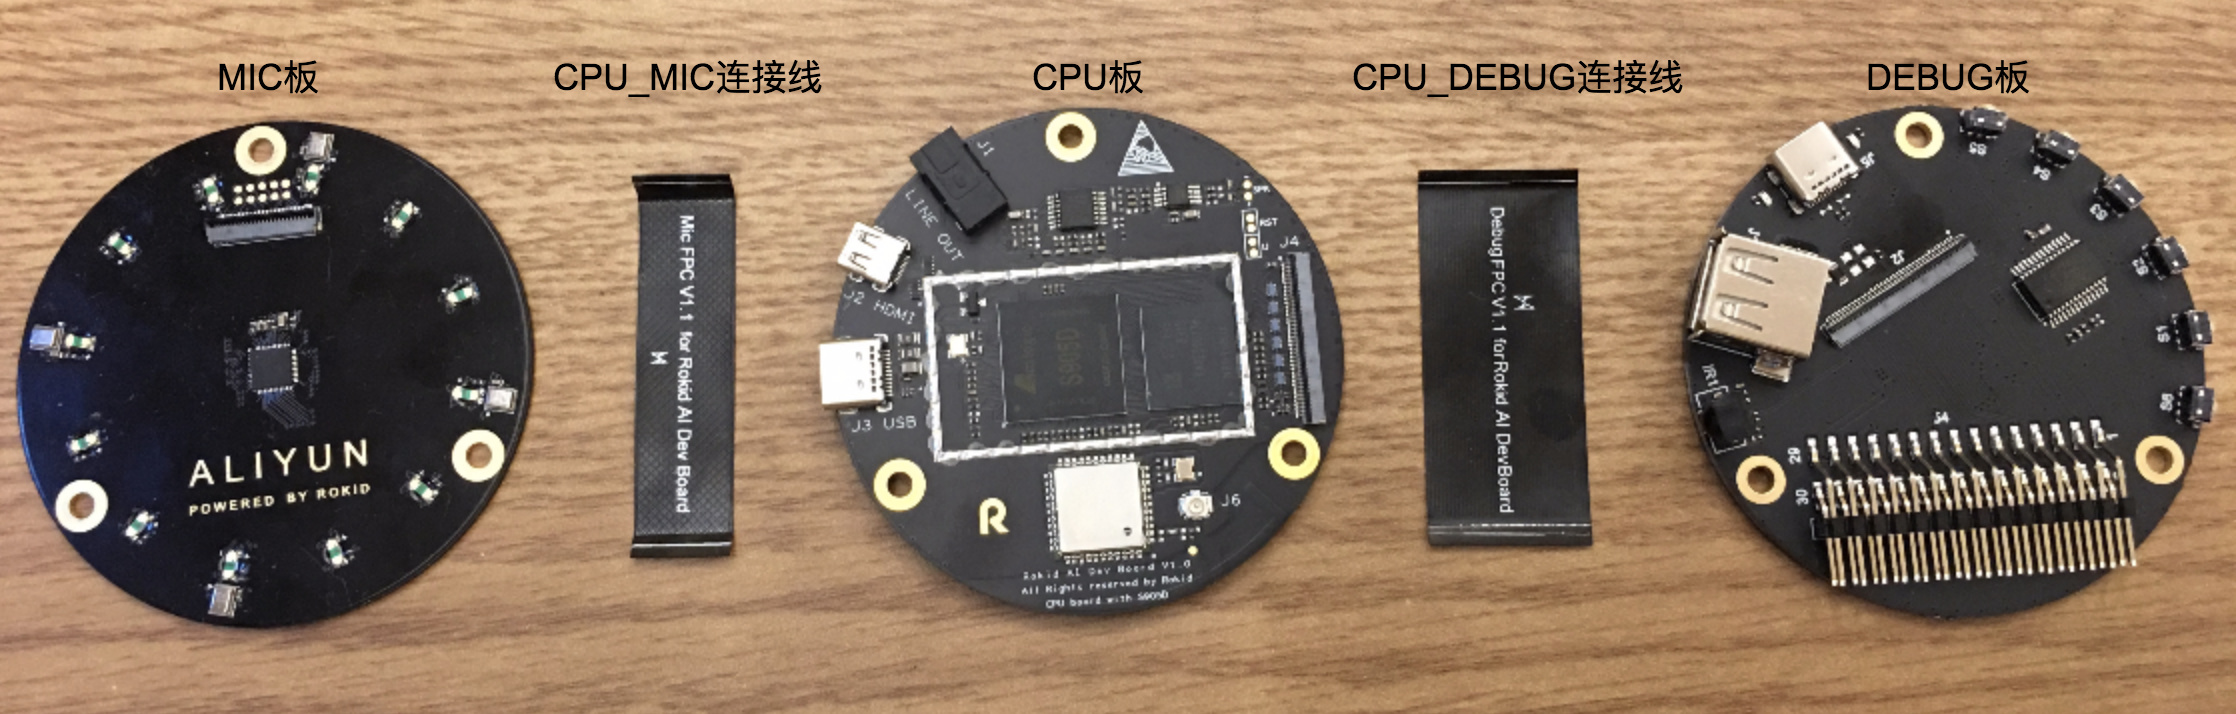 MIC板
CPU_MIC连接线
CPU板
CPU_DEBUG连接线
DEBUG板
ALIYUN
POWERED BY ROKID
Mic FPC V1.1 for Rokid AI Dev Board
M
J1
LINE OUT
J2 HDMI
J3 USB
SPK
RST
J4
S905D
R
J6
Rokid AI Dev Board V1.0
All Rights reserved by Rokid
CPU board with S905D
Debug FPC V1.1 for Rokid AI Dev Board
M
J5
S5
S4
S3
S2
S1
J2
IR1
29
30